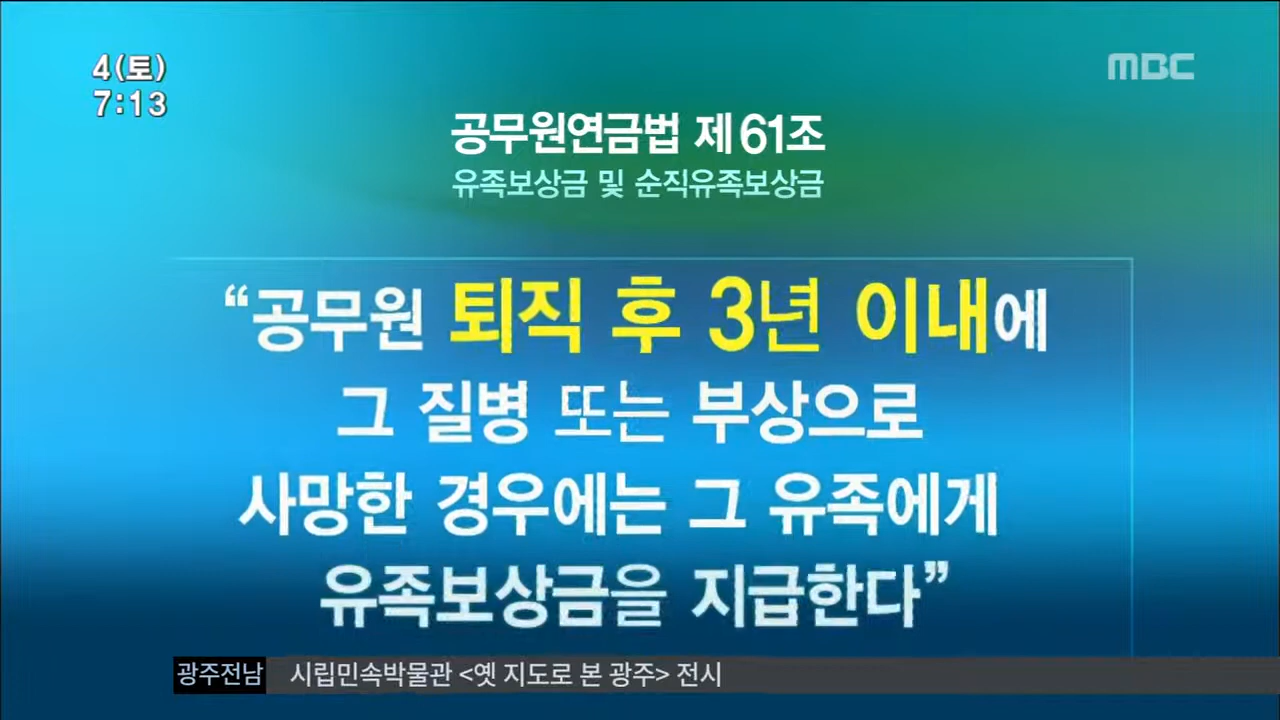 4(토)
7:13
MBC
공무원연금법 제61조
유족보상금 및 순직유족보상금
“공무원 퇴직 후 3년 이내에
그 질병 또는 부상으로
사망한 경우에는 그 유족에게
유족보상금을 지급한다”
광주전남 시립민속박물관 <옛 지도로 본 광주> 전시